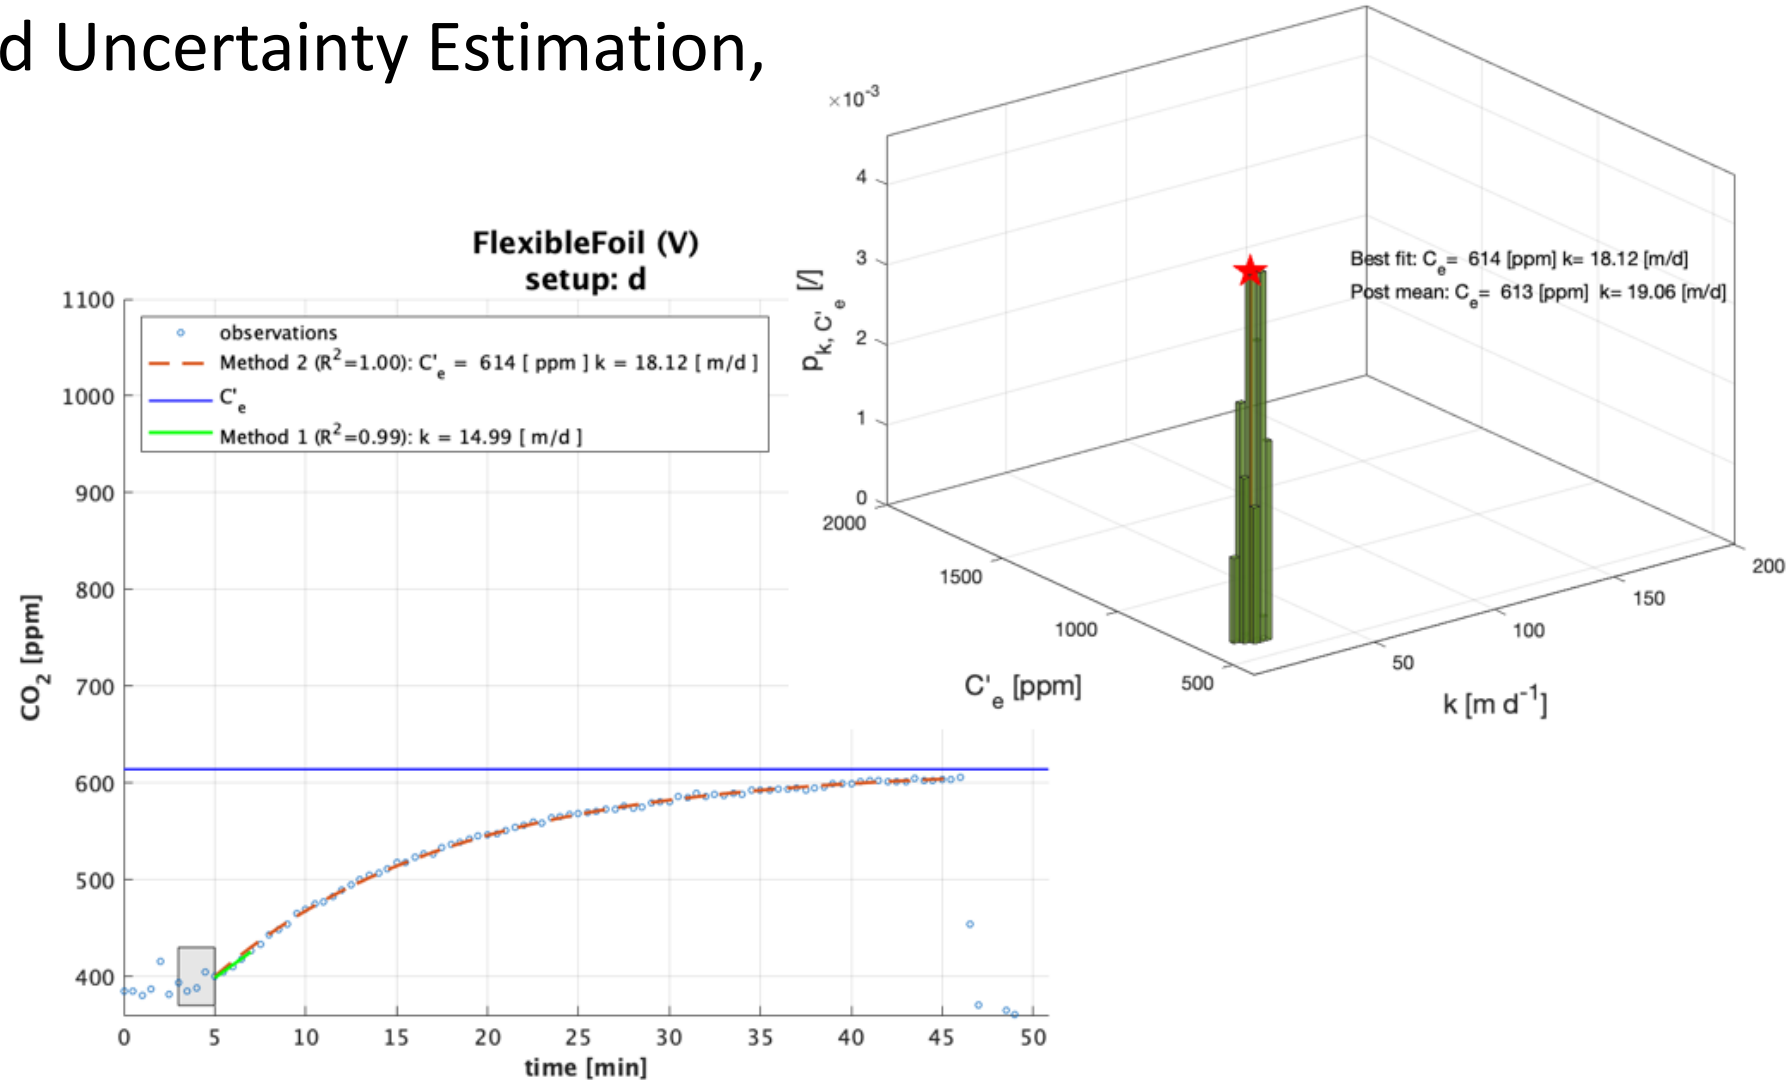 d Uncertainty Estimation,
FlexibleFoil (V)
setup: d
observations
Method 2 (R²=1.00): C'ₑ = 614 [ ppm ] k = 18.12 [ m/d ]
C'ₑ
Method 1 (R²=0.99): k = 14.99 [ m/d ]
1100
1000
900
800
700
600
500
400
CO₂ [ppm]
0 5 10 15 20 25 30 35 40 45 50
time [min]
×10⁻³
4
3
2
1
0
p k, C'ₑ [/]
Best fit: Cₑ= 614 [ppm] k= 18.12 [m/d]
Post mean: Cₑ= 613 [ppm] k= 19.06 [m/d]
2000
1500
1000
500
C'ₑ [ppm]
50
100
150
200
k [m d⁻¹]